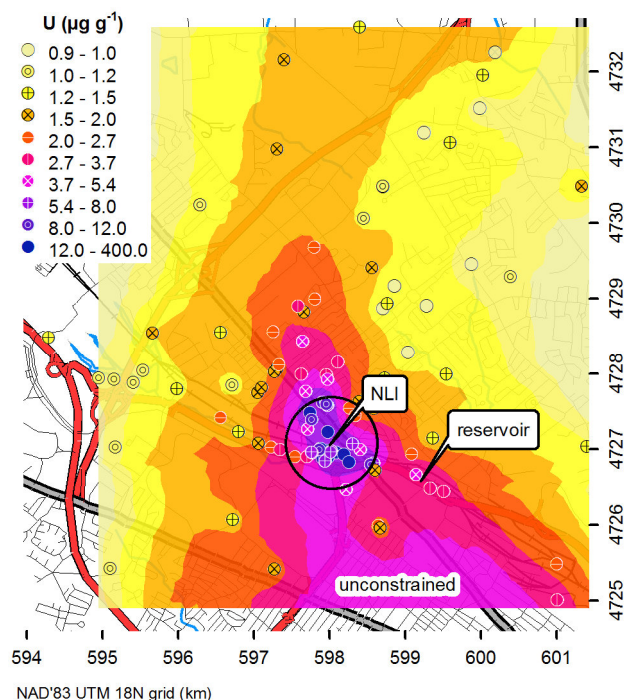 U (µg g⁻¹)
0.9 - 1.0
1.0 - 1.2
1.2 - 1.5
1.5 - 2.0
2.0 - 2.7
2.7 - 3.7
3.7 - 5.4
5.4 - 8.0
8.0 - 12.0
12.0 - 400.0
4732
4731
4730
4729
4728
4727
4726
4725
NLI
reservoir
unconstrained
594 595 596 597 598 599 600 601
NAD'83 UTM 18N grid (km)